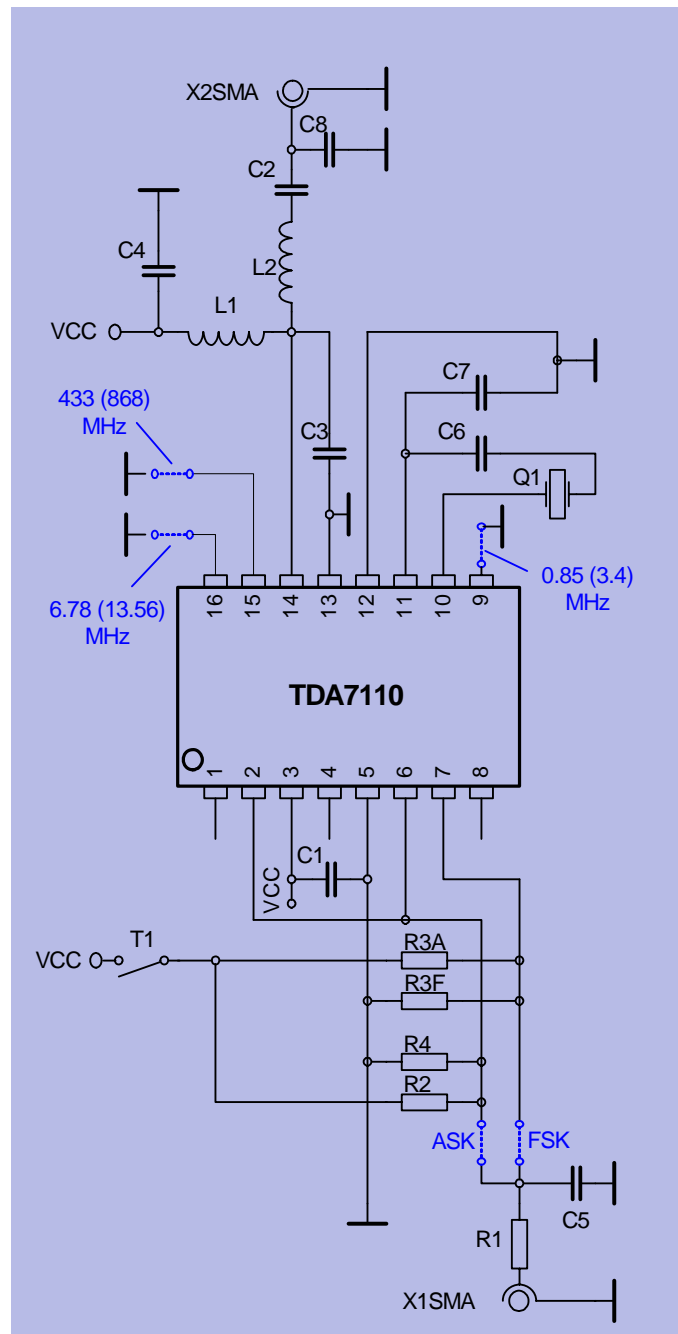 X2SMA
C8
C2
C4
L2
L1
VCC
C7
433 (868)
MHz
C3
C6
Q1
0.85 (3.4)
MHz
6.78 (13.56)
MHz
16 15 14 13 12 11 10 9
TDA7110
1 2 3 4 5 6 7 8
C1
VCC
R3A
T1
VCC
R3F
R4
R2
ASK
FSK
C5
R1
X1SMA